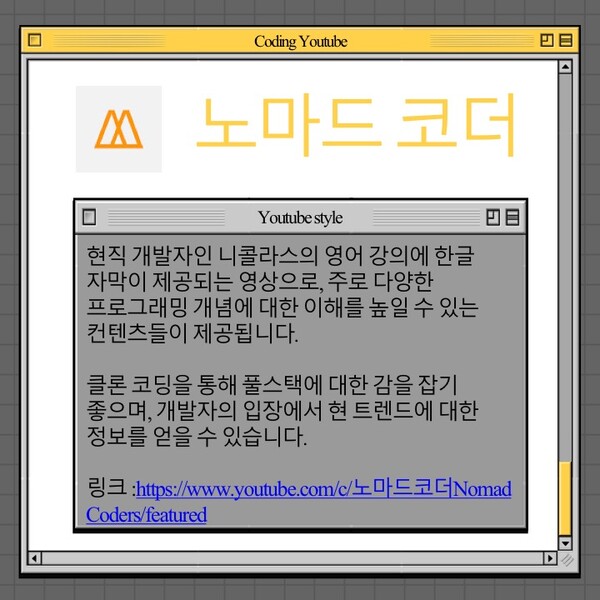 Coding Youtube
노마드 코더
Youtube style
현직 개발자인 니콜라스의 영어 강의에 한글
자막이 제공되는 영상으로, 주로 다양한
프로그래밍 개념에 대한 이해를 높일 수 있는
컨텐츠들이 제공됩니다.
클론 코딩을 통해 풀스택에 대한 감을 잡기
좋으며, 개발자의 입장에서 현 트렌드에 대한
정보를 얻을 수 있습니다.
링크 :https://www.youtube.com/c/노마드코더Nomad
Coders/featured